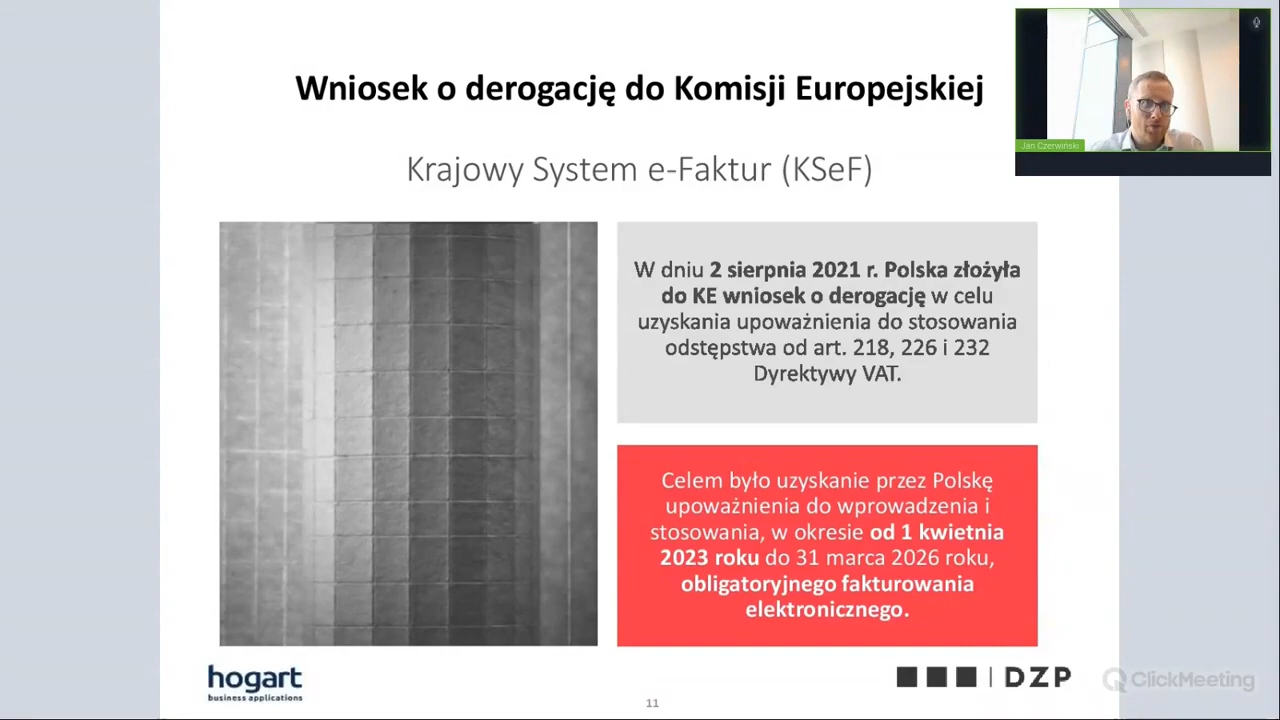 Wniosek o derogację do Komisji Europejskiej
Jan Czerwiński
Krajowy System e-Faktur (KSeF)
W dniu 2 sierpnia 2021 r. Polska złożyła
do KE wniosek o derogację w celu
uzyskania upoważnienia do stosowania
odstępstwa od art. 218, 226 i 232
Dyrektywy VAT.
Celem było uzyskanie przez Polskę
upoważnienia do wprowadzenia i
stosowania, w okresie od 1 kwietnia
2023 roku do 31 marca 2026 roku,
obligatoryjnego fakturowania
elektronicznego.
hogart
business applications
DZP
ClickMeeting
11